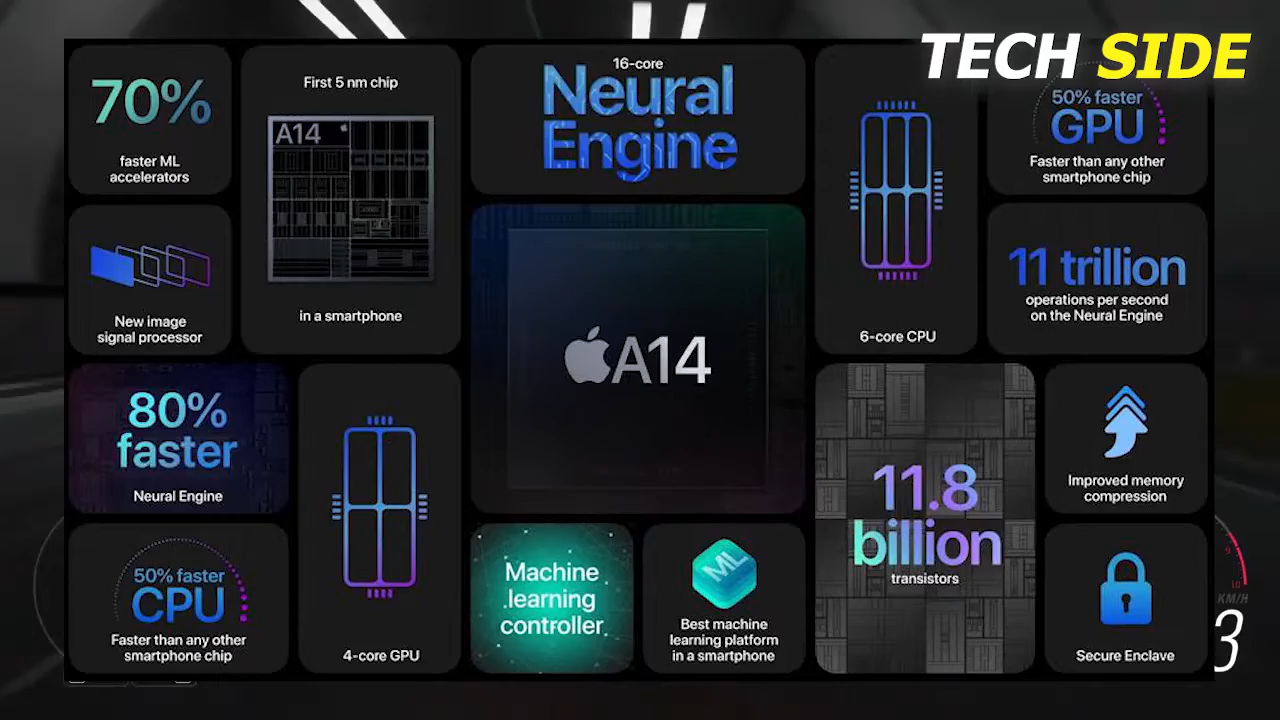 TECH SIDE
70%
faster ML
accelerators
First 5 nm chip
A14
in a smartphone
16-core
Neural
Engine
6-core CPU
50% faster
GPU
Faster than any other
smartphone chip
New image
signal processor
A14
11 trillion
operations per second
on the Neural Engine
80%
faster
Neural Engine
4-core GPU
11.8
billion
transistors
Improved memory
compression
50% faster
CPU
Faster than any other
smartphone chip
Machine
learning
controller
ML
Best machine
learning platform
in a smartphone
Secure Enclave
9
10
KM/H
3